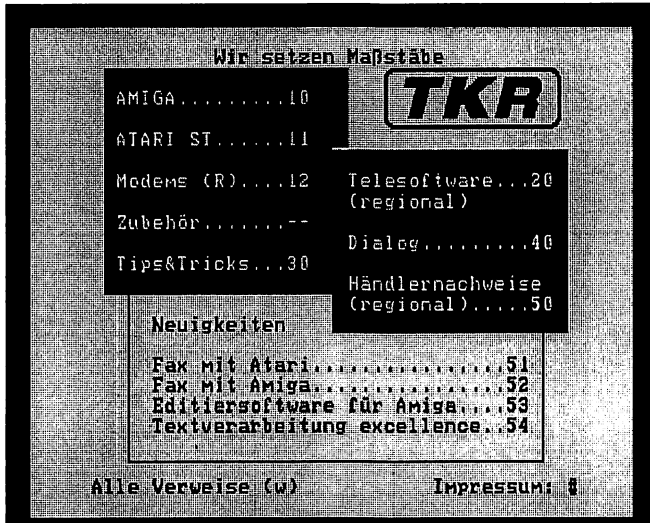 Wir setzen Maßstäbe
TKR
AMIGA.........10
ATARI ST......11
Modems (R)....12
Zubehör.......--
Tips&Tricks...30
Telesoftware...20
(regional)
Dialog.........40
Händlernachweise
(regional).....50
Neuigkeiten
Fax mit Atari.................51
Fax mit Amiga.................52
Editiersoftware für Amiga....53
Textverarbeitung excellence..54
Alle Verweise (w)
Impressum: